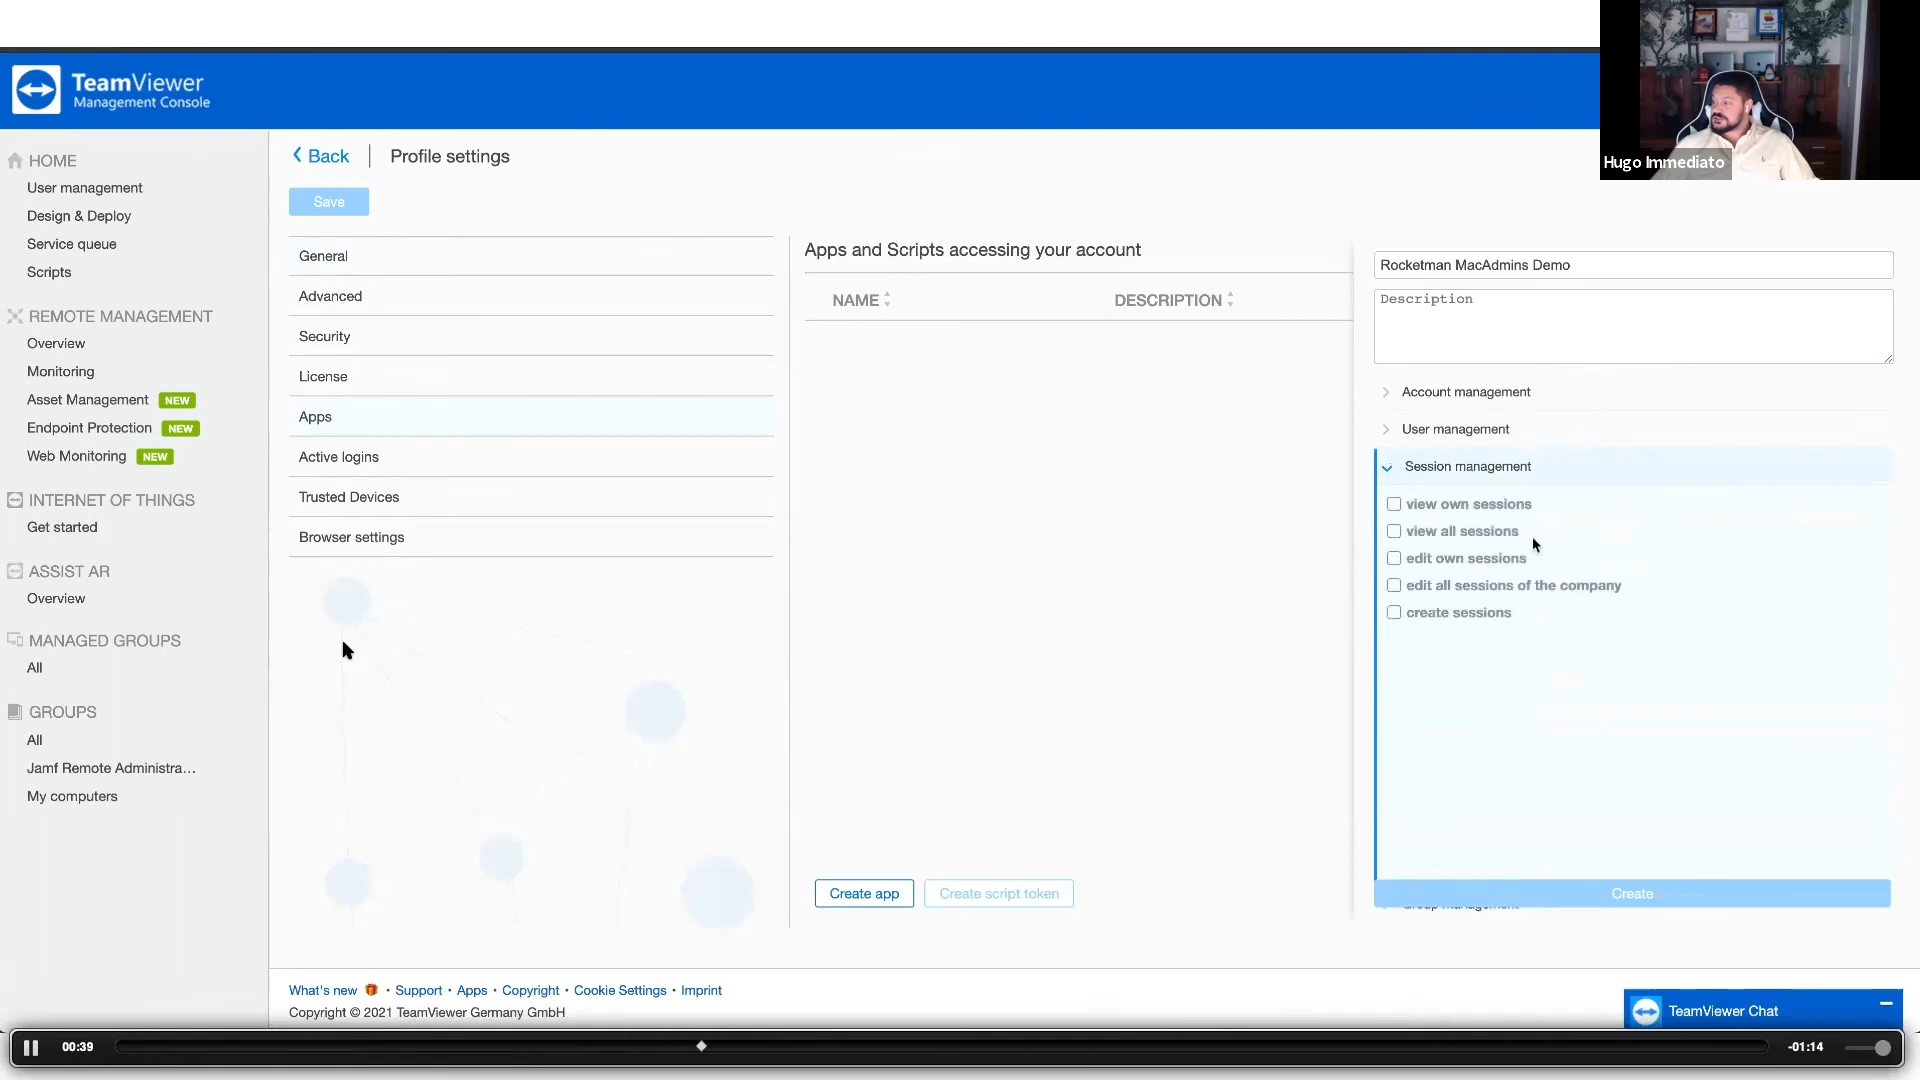 TeamViewer
Management Console
Hugo Immediato
HOME
User management
Design & Deploy
Service queue
Scripts
REMOTE MANAGEMENT
Overview
Monitoring
Asset Management NEW
Endpoint Protection NEW
Web Monitoring NEW
INTERNET OF THINGS
Get started
ASSIST AR
Overview
MANAGED GROUPS
All
GROUPS
All
Jamf Remote Administra...
My computers
Back
Profile settings
Save
General
Advanced
Security
License
Apps
Active logins
Trusted Devices
Browser settings
Apps and Scripts accessing your account
NAME
DESCRIPTION
Create app
Create script token
Rocketman MacAdmins Demo
Description
Account management
User management
Session management
view own sessions
view all sessions
edit own sessions
edit all sessions of the company
create sessions
Create
Group management
What's new • Support • Apps • Copyright • Cookie Settings • Imprint
Copyright © 2021 TeamViewer Germany GmbH
TeamViewer Chat
00:39
-01:14